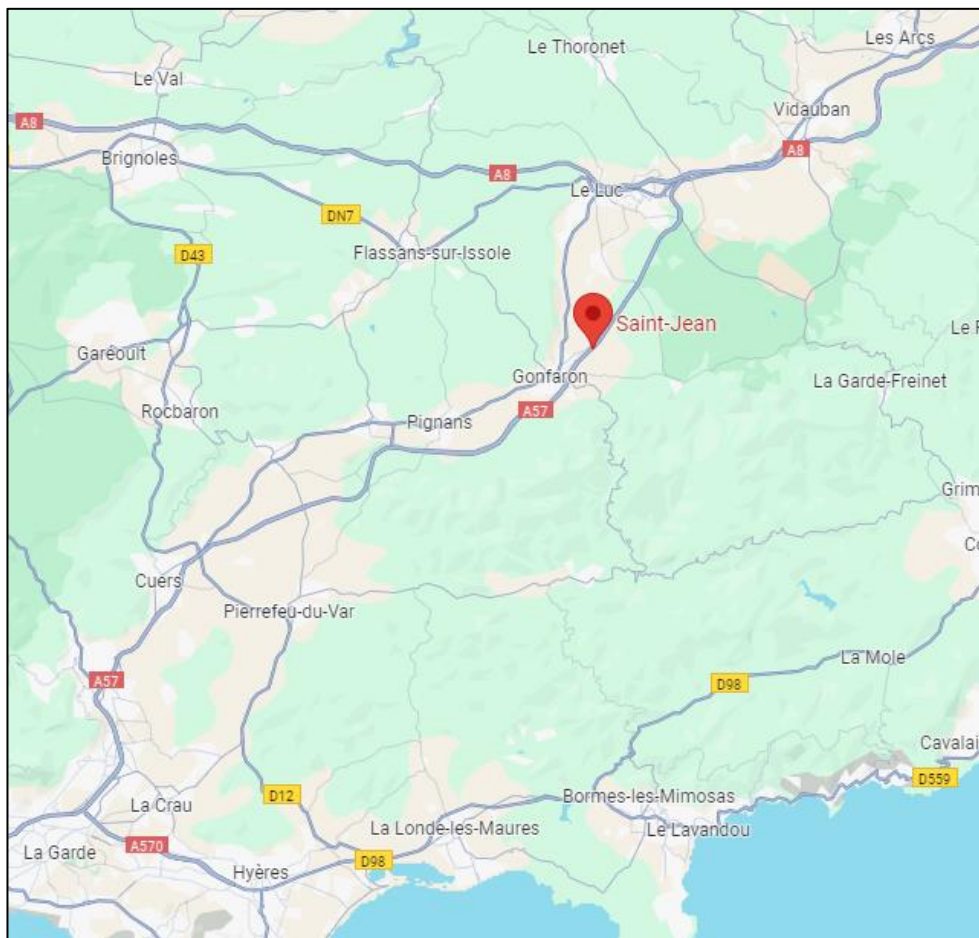 Le Thoronet
Les Arcs
Le Val
Vidauban
A8
Brignoles
A8
A8
Le Luc
DN7
D43
Flassans-sur-Issole
Saint-Jean
Garéoult
Gonfaron
La Garde-Freinet
Rocbaron
A57
Pignans
Grim
Cuers
Pierrefeu-du-Var
La Mole
A57
D98
Cavalai
D559
D12
Bormes-les-Mimosas
La Crau
La Londe-les-Maures
Le Lavandou
A570
La Garde
D98
Hyères